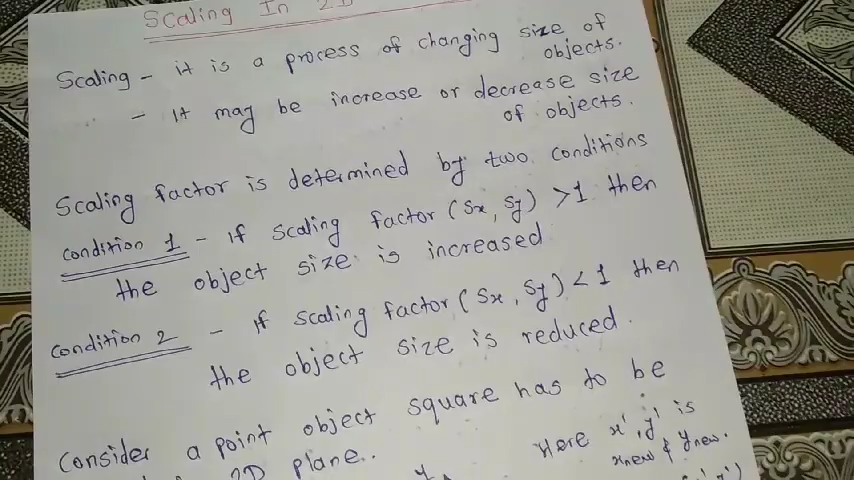 Scaling In 2D
Scaling - it is a process of changing size of
objects.
- It may be increase or decrease size
of objects.
Scaling factor is determined by two conditions
condition 1 - if scaling factor (Sx, Sy) >1 then
the object size is increased
condition 2 - if scaling factor (Sx, Sy) < 1 then
the object size is reduced.
Consider a point object square has to be
2D plane..
y
Here x', y' is
xnew & ynew.